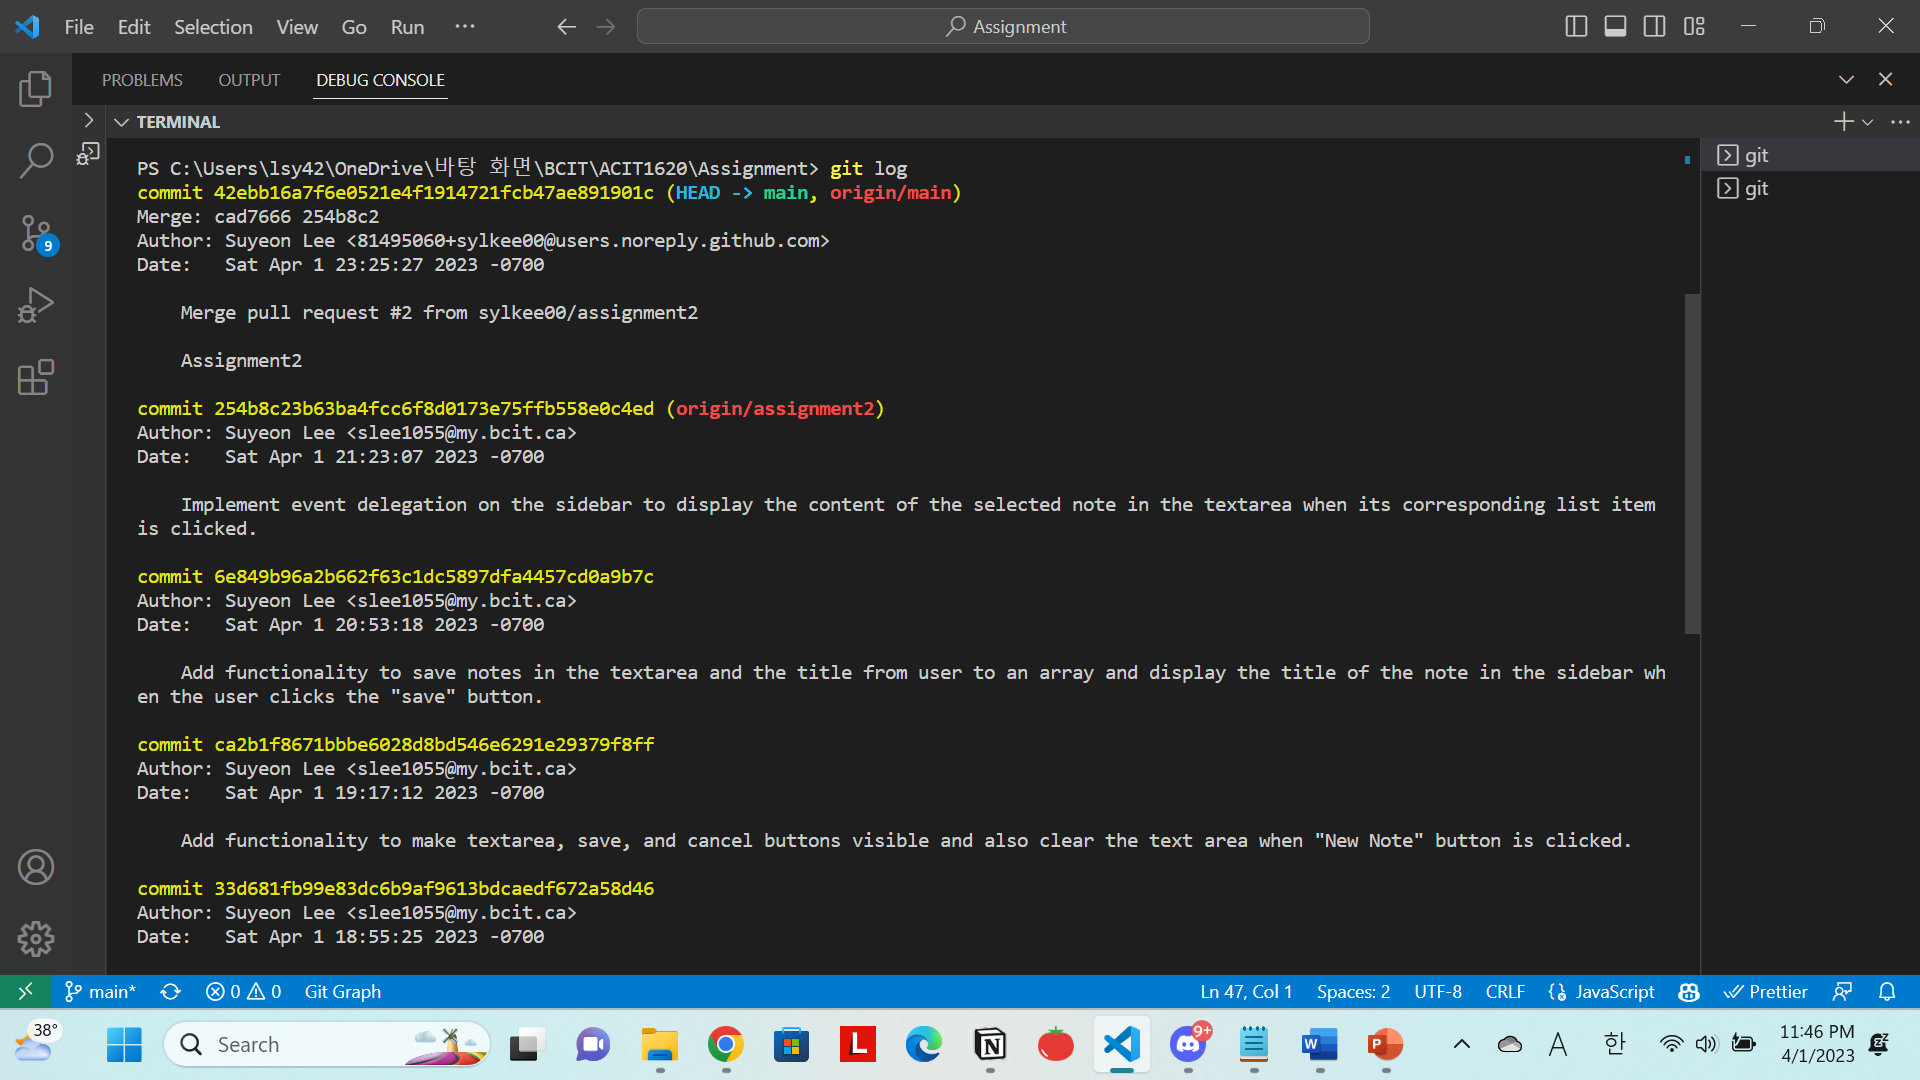 File Edit Selection View Go Run ··· Assignment
PROBLEMS OUTPUT DEBUG CONSOLE
TERMINAL
PS C:\Users\lsy42\OneDrive\바탕 화면\BCIT\ACIT1620\Assignment> git log
commit 42ebb16a7f6e0521e4f1914721fcb47ae891901c (HEAD -> main, origin/main)
Merge: cad7666 254b8c2
Author: Suyeon Lee <81495060+sylkee00@users.noreply.github.com>
Date:   Sat Apr 1 23:25:27 2023 -0700
Merge pull request #2 from sylkee00/assignment2
Assignment2
commit 254b8c23b63ba4fcc6f8d0173e75ffb558e0c4ed (origin/assignment2)
Author: Suyeon Lee <slee1055@my.bcit.ca>
Date:   Sat Apr 1 21:23:07 2023 -0700
Implement event delegation on the sidebar to display the content of the selected note in the textarea when its corresponding list item
is clicked.
commit 6e849b96a2b662f63c1dc5897dfa4457cd0a9b7c
Author: Suyeon Lee <slee1055@my.bcit.ca>
Date:   Sat Apr 1 20:53:18 2023 -0700
Add functionality to save notes in the textarea and the title from user to an array and display the title of the note in the sidebar wh
en the user clicks the "save" button.
commit ca2b1f8671bbbe6028d8bd546e6291e29379f8ff
Author: Suyeon Lee <slee1055@my.bcit.ca>
Date:   Sat Apr 1 19:17:12 2023 -0700
Add functionality to make textarea, save, and cancel buttons visible and also clear the text area when "New Note" button is clicked.
commit 33d681fb99e83dc6b9af9613bdcaedf672a58d46
Author: Suyeon Lee <slee1055@my.bcit.ca>
Date:   Sat Apr 1 18:55:25 2023 -0700
git
git
9
main* 0 0 Git Graph Ln 47, Col 1 Spaces: 2 UTF-8 CRLF JavaScript Prettier
38° Search L N 9+ W P A 한 11:46 PM
4/1/2023